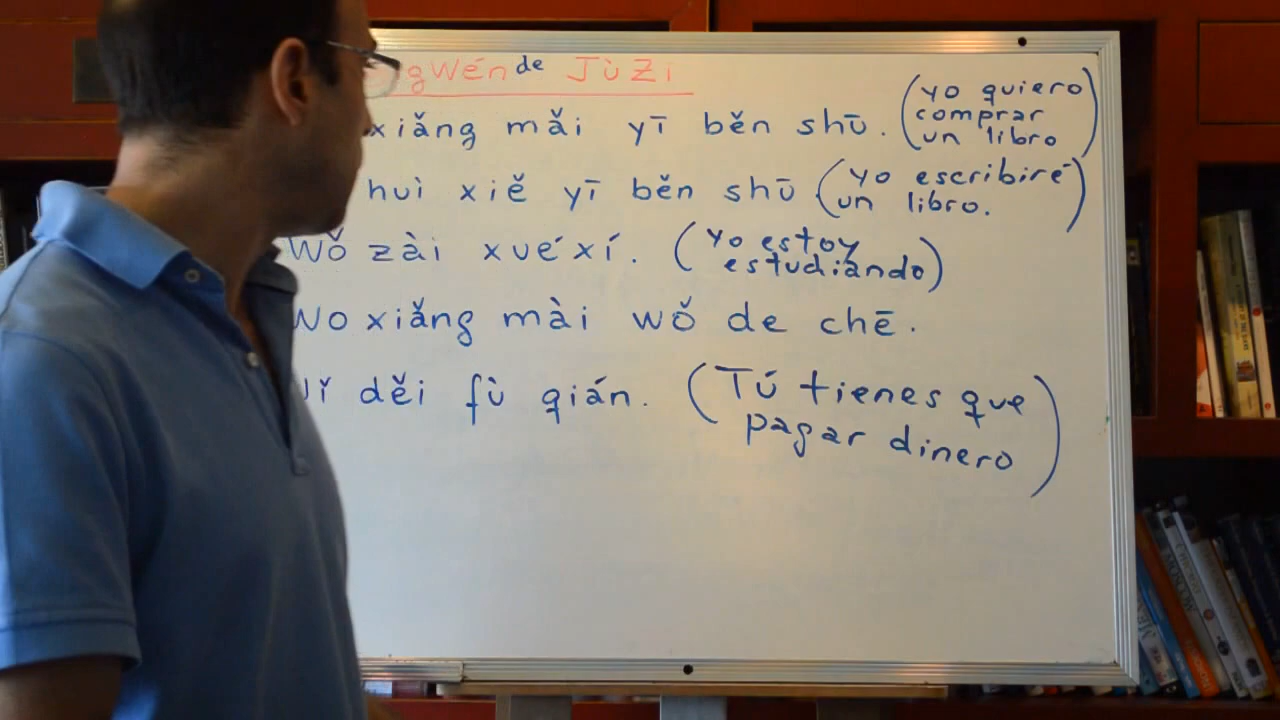 gWén de JùZi
xiǎng mǎi yī běn shū. (yo quiero
comprar
un libro)
huì xiě yī běn shū (yo escribiré
un libro.)
Wǒ zài xuéxí. (Yo estoy
estudiando)
Wo xiǎng mài wǒ de chē.
Nǐ děi fù qián. (Tú tienes que
pagar dinero)